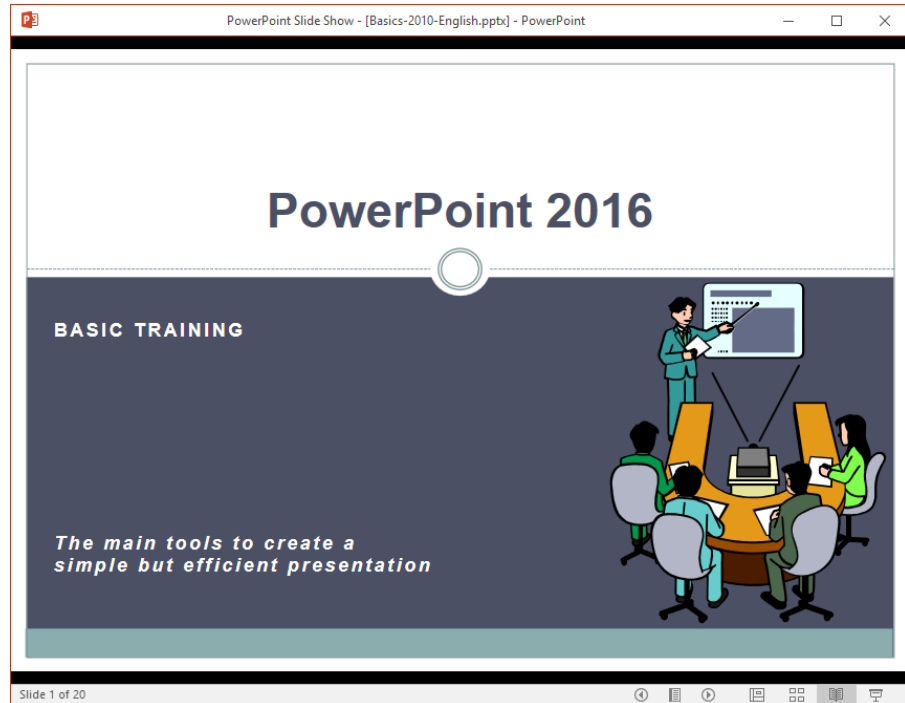 PowerPoint Slide Show - [Basics-2010-English.pptx] - PowerPoint
PowerPoint 2016
BASIC TRAINING
The main tools to create a
simple but efficient presentation
Slide 1 of 20